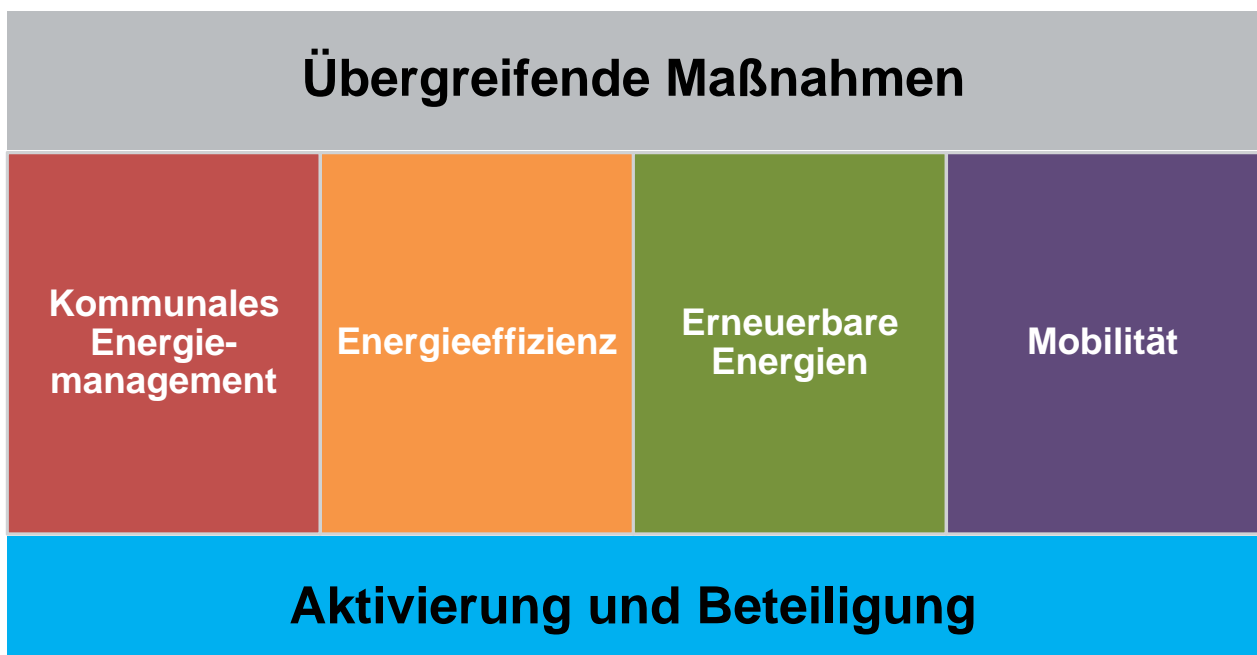 Übergreifende Maßnahmen
Kommunales
Energie-
management
Energieeffizienz
Erneuerbare
Energien
Mobilität
Aktivierung und Beteiligung